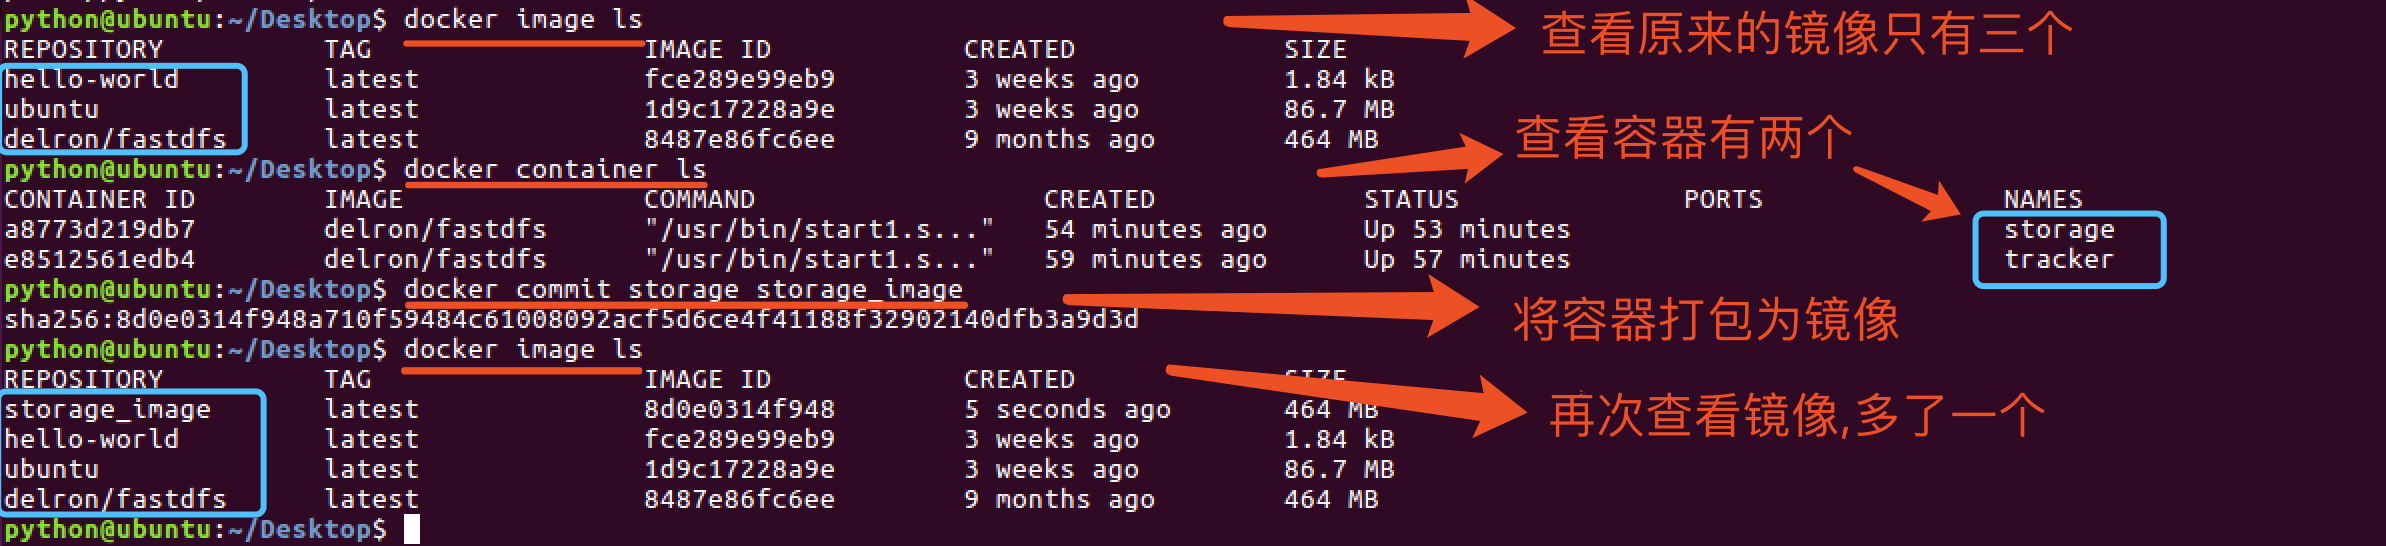 python@ubuntu:~/Desktop$ docker image ls
查看原来的镜像只有三个
REPOSITORY TAG IMAGE ID CREATED SIZE
hello-world latest fce289e99eb9 3 weeks ago 1.84 kB
ubuntu latest 1d9c17228a9e 3 weeks ago 86.7 MB
delron/fastdfs latest 8487e86fc6ee 9 months ago 464 MB
查看容器有两个
python@ubuntu:~/Desktop$ docker container ls
CONTAINER ID IMAGE COMMAND CREATED STATUS PORTS NAMES
a8773d219db7 delron/fastdfs "/usr/bin/start1.s..." 54 minutes ago Up 53 minutes storage
e8512561edb4 delron/fastdfs "/usr/bin/start1.s..." 59 minutes ago Up 57 minutes tracker
python@ubuntu:~/Desktop$ docker commit storage storage_image
sha256:8d0e0314f948a710f59484c61008092acf5d6ce4f41188f32902140dfb3a9d3d
将容器打包为镜像
python@ubuntu:~/Desktop$ docker image ls
REPOSITORY TAG IMAGE ID CREATED SIZE
storage_image latest 8d0e0314f948 5 seconds ago 464 MB
再次查看镜像,多了一个
hello-world latest fce289e99eb9 3 weeks ago 1.84 kB
ubuntu latest 1d9c17228a9e 3 weeks ago 86.7 MB
delron/fastdfs latest 8487e86fc6ee 9 months ago 464 MB
python@ubuntu:~/Desktop$